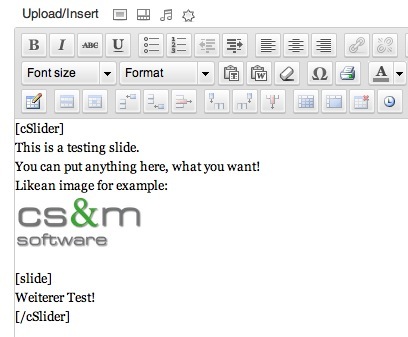 Upload/Insert
B I ABC U
Font size Format
[cSlider]
This is a testing slide.
You can put anything here, what you want!
Likean image for example:
cs&m
software
[slide]
Weiterer Test!
[/cSlider]